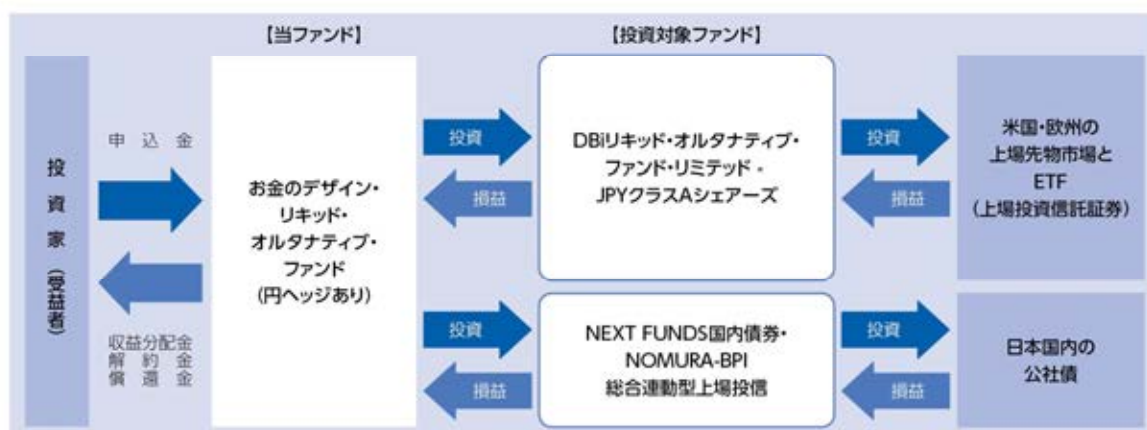 【当ファンド】
【投資対象ファンド】
投資家（受益者）
申込金
収益分配金
解約金
償還金
お金のデザイン・
リキッド・
オルタナティブ・
ファンド
（円ヘッジあり）
投資
損益
DBiリキッド・オルタナティブ・
ファンド・リミテッド -
JPYクラスAシェアーズ
投資
損益
米国・欧州の
上場先物市場と
ETF
（上場投資信託証券）
投資
損益
NEXT FUNDS国内債券・
NOMURA-BPI
総合連動型上場投信
投資
損益
日本国内の
公社債